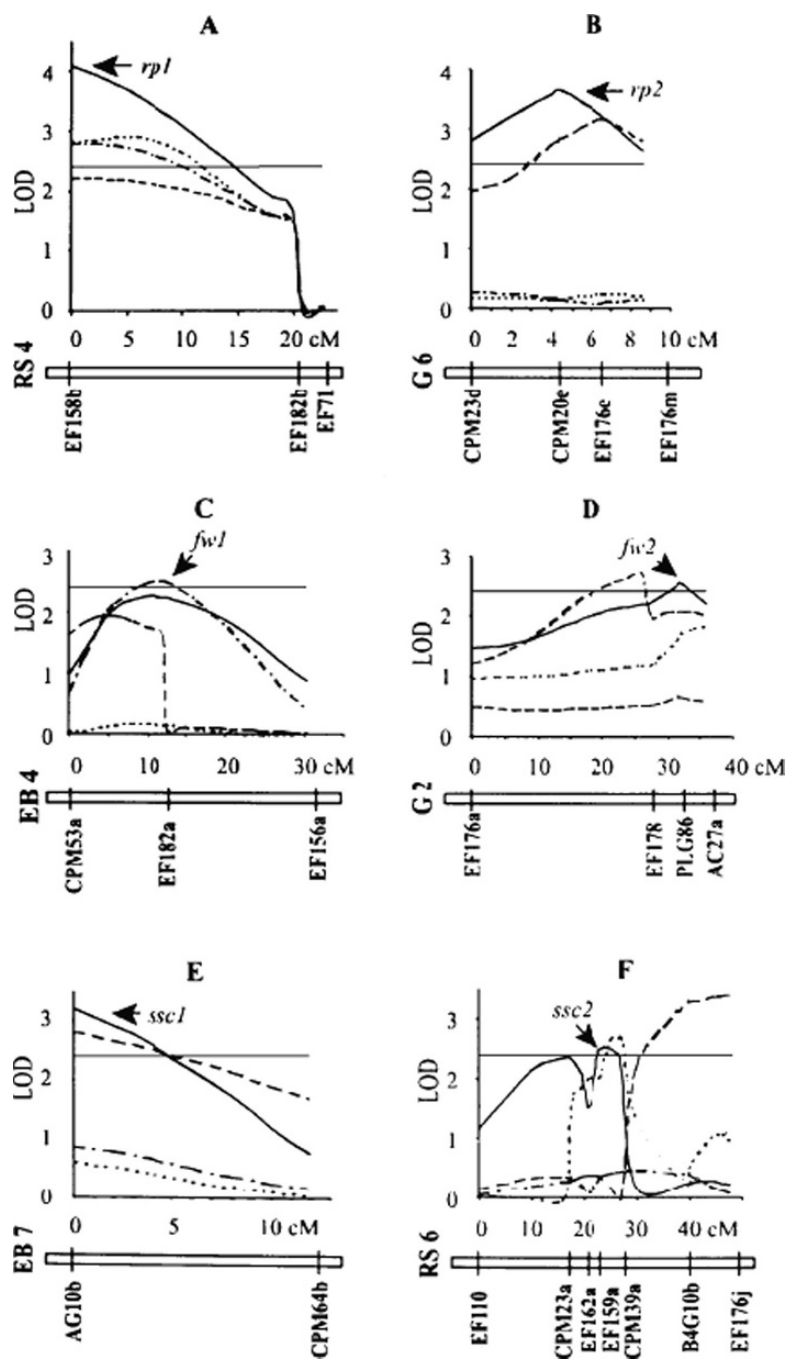 A
4
3
2
1
0
LOD
rp1
0 5 10 15 20 cM
RS 4
EF158b
EF182b
EF71
B
4
3
2
1
0
LOD
rp2
0 2 4 6 8 10 cM
G 6
CPM23d
CPM20e
EF176c
EF176m
C
3
2
1
0
LOD
fw1
0 10 20 30 cM
EB 4
CPM53a
EF182a
EF156a
D
3
2
1
0
LOD
fw2
0 10 20 30 40 cM
G 2
EF176a
EF178
PLG86
AC27a
E
3
2
1
0
LOD
ssc1
0 5 10 cM
EB 7
AG10b
CPM64b
F
3
2
1
0
LOD
ssc2
0 10 20 30 40 cM
RS 6
EF110
CPM23a
EF162a
EF159a
CPM39a
B4G10b
EF176j